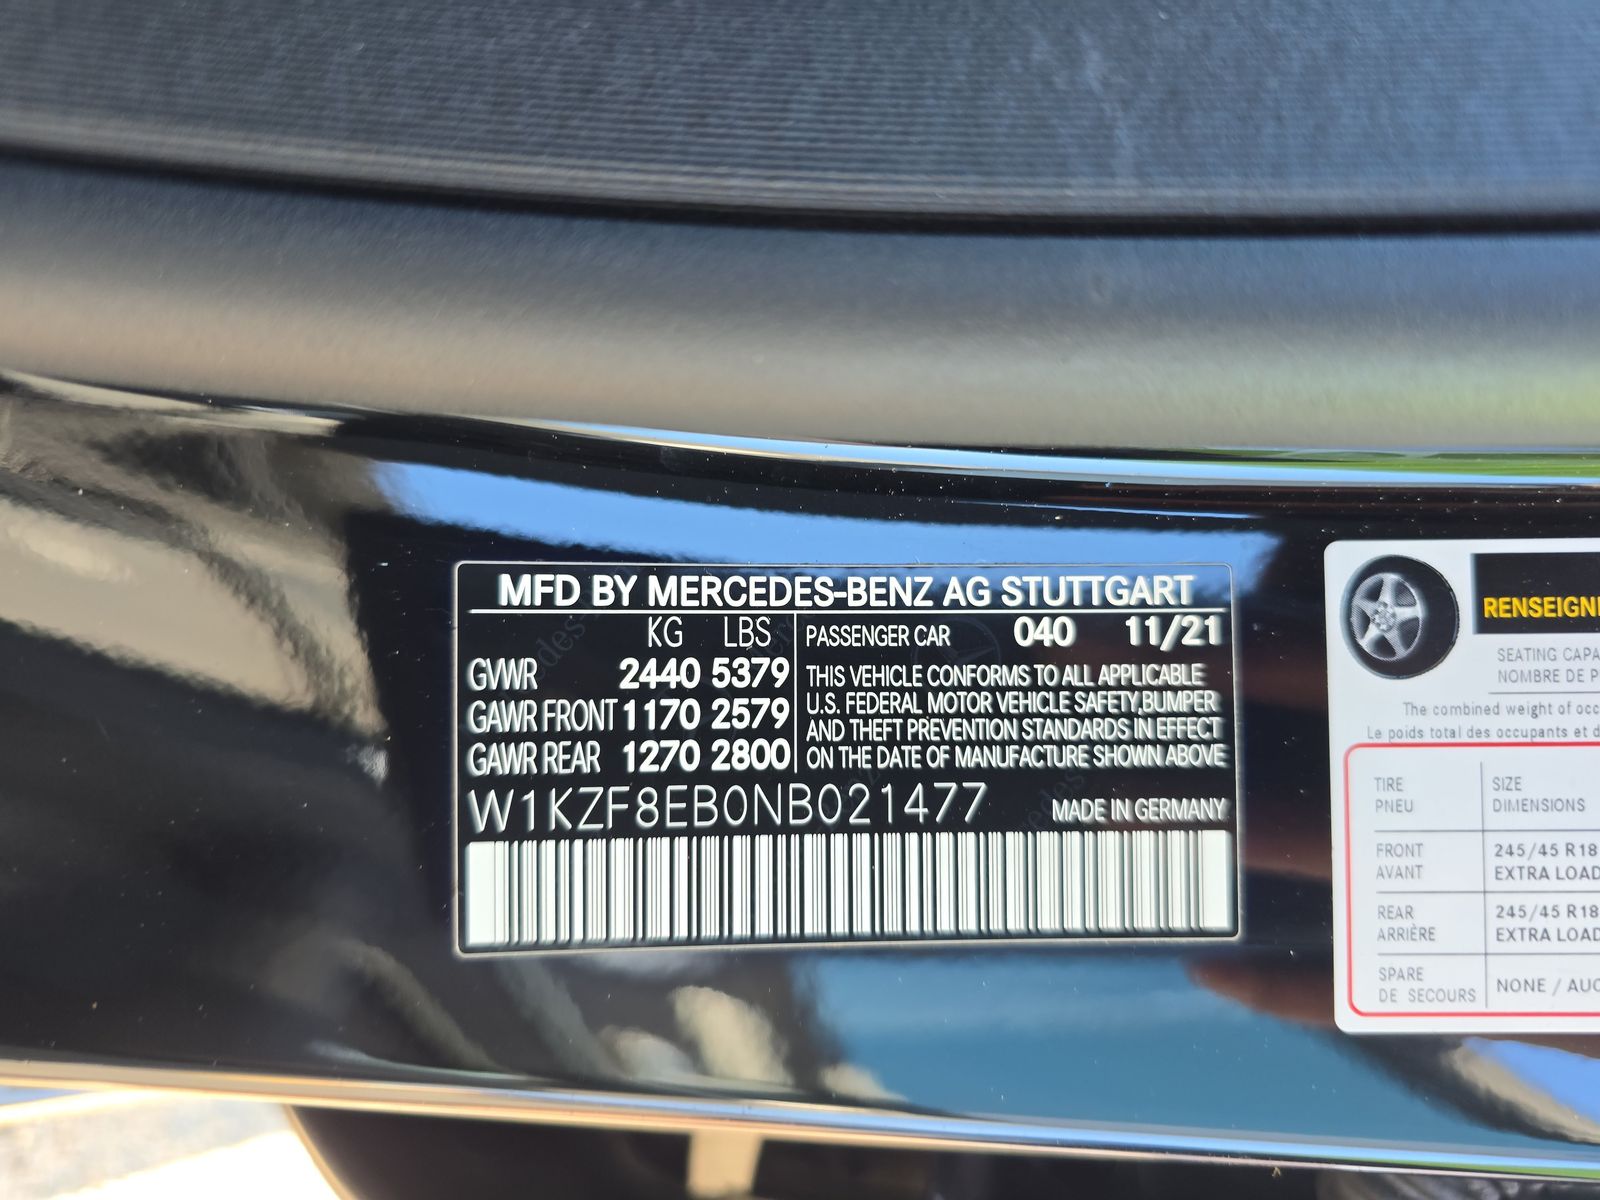 MFD BY MERCEDES-BENZ AG STUTTGART
KG LBS
GVWR 2440 5379
GAWR FRONT 1170 2579
GAWR REAR 1270 2800
PASSENGER CAR 040 11/21
THIS VEHICLE CONFORMS TO ALL APPLICABLE
U.S. FEDERAL MOTOR VEHICLE SAFETY,BUMPER
AND THEFT PREVENTION STANDARDS IN EFFECT
ON THE DATE OF MANUFACTURE SHOWN ABOVE
W1KZF8EB0NB021477
MADE IN GERMANY
SEATING
NOMBRE DE
The combined weight of
Le poids total des occupants et
TIRE SIZE
PNEU DIMENSIONS
FRONT 245/45 R18
AVANT EXTRA LOAD
REAR 245/45 R18
ARRIÈRE EXTRA LOAD
SPARE
DE SECOURS
NONE /